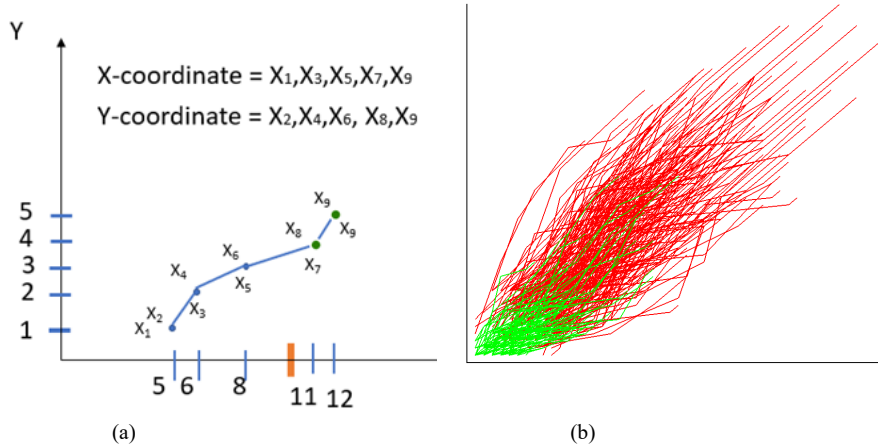 Y
X-coordinate = X₁,X₃,X₅,X₇,X₉
Y-coordinate = X₂,X₄,X₆, X₈,X₉
5
4
3
2
1
X₉
X₈
X₉
X₆
X₄
X₇
X₅
X₂
X₃
X₁
5
6
8
11
12
(a)
(b)